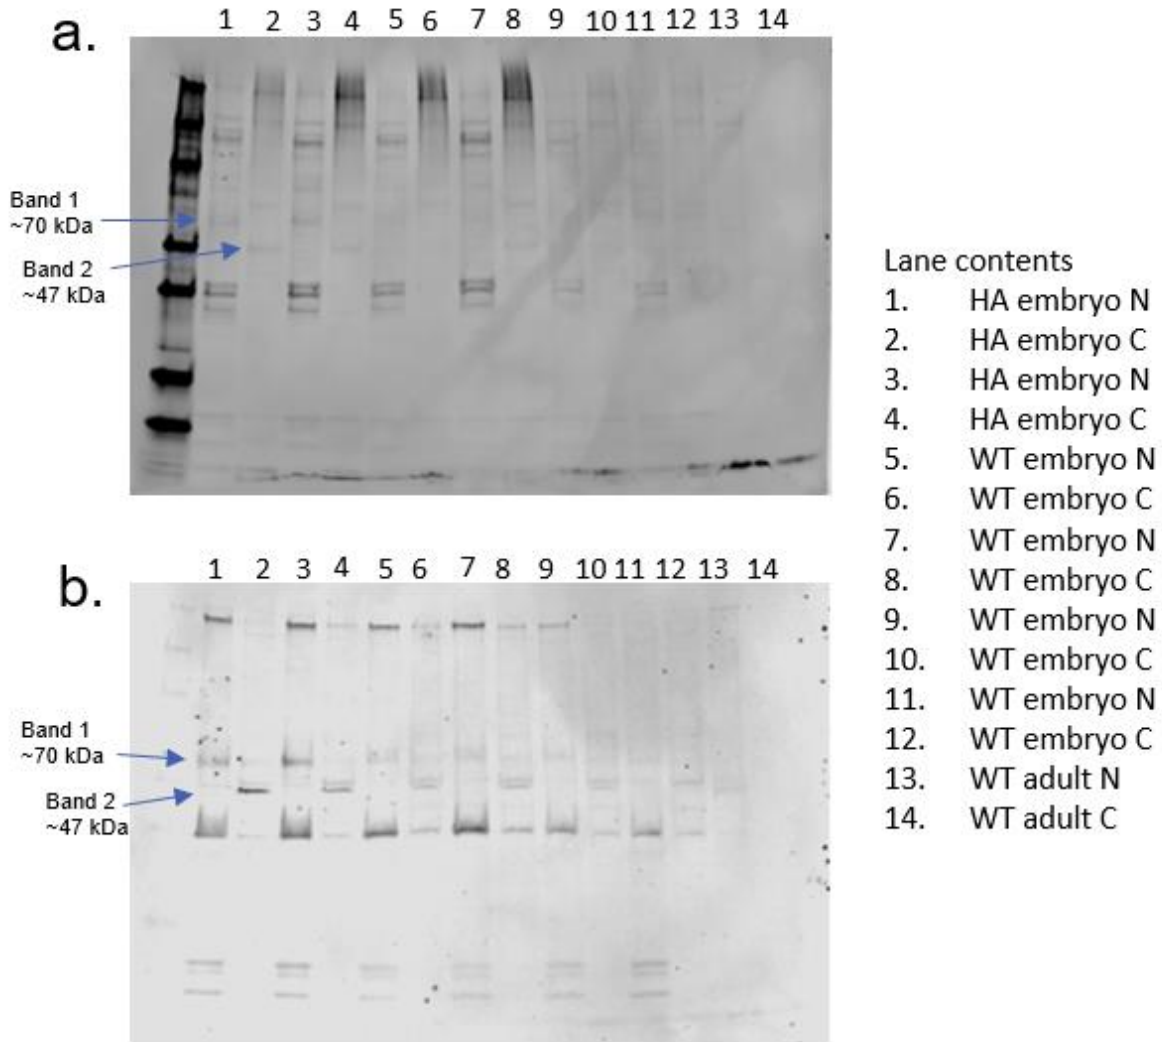 a.
1 2 3 4 5 6 7 8 9 10 11 12 13 14
Band 1
~70 kDa
Band 2
~47 kDa
b.
1 2 3 4 5 6 7 8 9 10 11 12 13 14
Band 1
~70 kDa
Band 2
~47 kDa
Lane contents
1. HA embryo N
2. HA embryo C
3. HA embryo N
4. HA embryo C
5. WT embryo N
6. WT embryo C
7. WT embryo N
8. WT embryo C
9. WT embryo N
10. WT embryo C
11. WT embryo N
12. WT embryo C
13. WT adult N
14. WT adult C